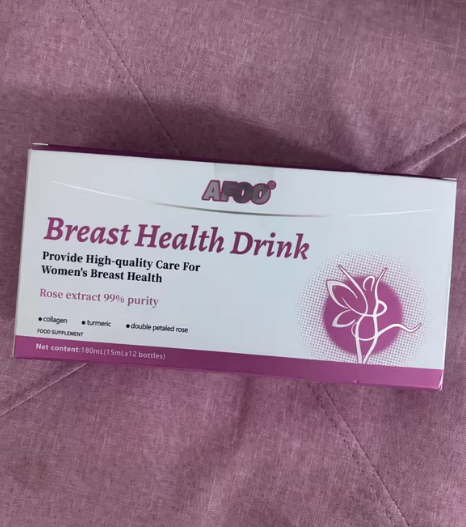 AFOO®
Breast Health Drink
Provide High-quality Care For
Women's Breast Health
Rose extract 99% purity
•collagen •turmeric •double petaled rose
FOOD SUPPLEMENT
Net content:180mL(15mLx12 bottles)